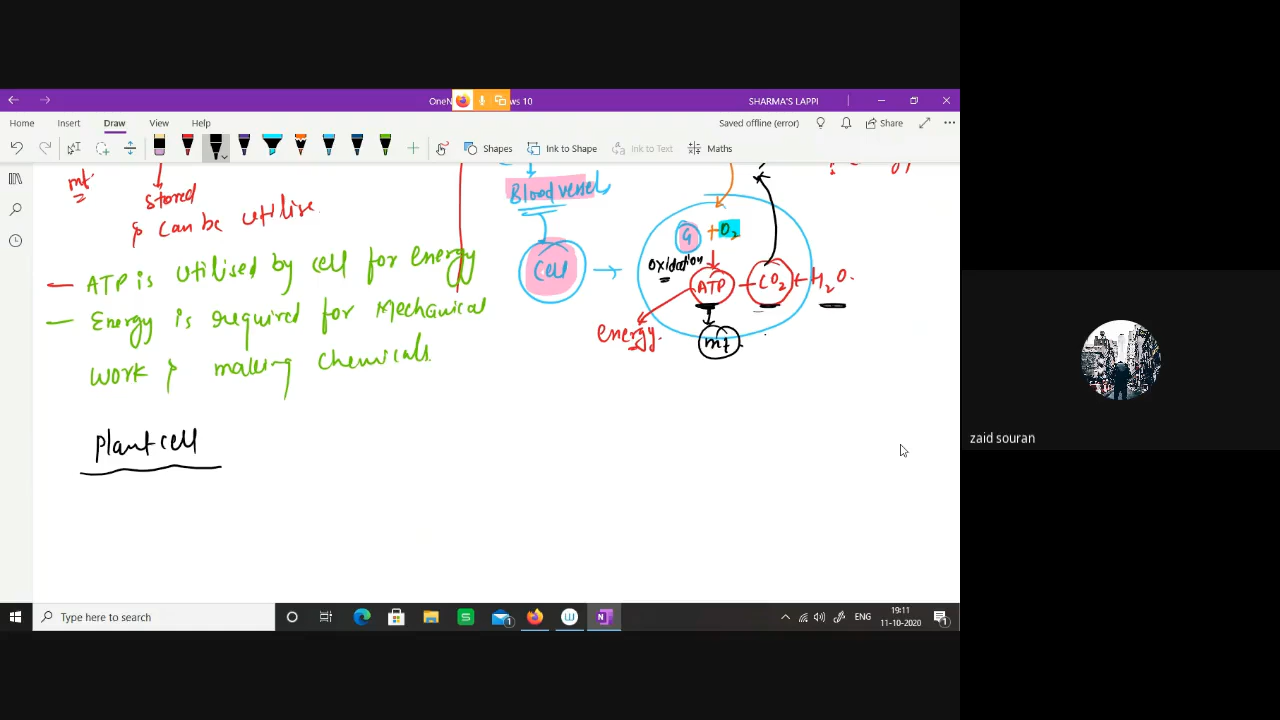 OneN
ws 10
SHARMA'S LAPPI
Home
Insert
Draw
View
Help
Saved offline (error)
Share
Shapes
Ink to Shape
Ink to Text
Maths
mt
stored
& can be utilise.
Blood vessel
Cell
G + O2
oxidation
ATP
CO2
H2O.
energy.
mt
- ATP is utilised by cell for energy
- Energy is required for Mechanical
work & making chemicals
Plant cell
zaid souran
Type here to search
ENG
19:11
11-10-2020